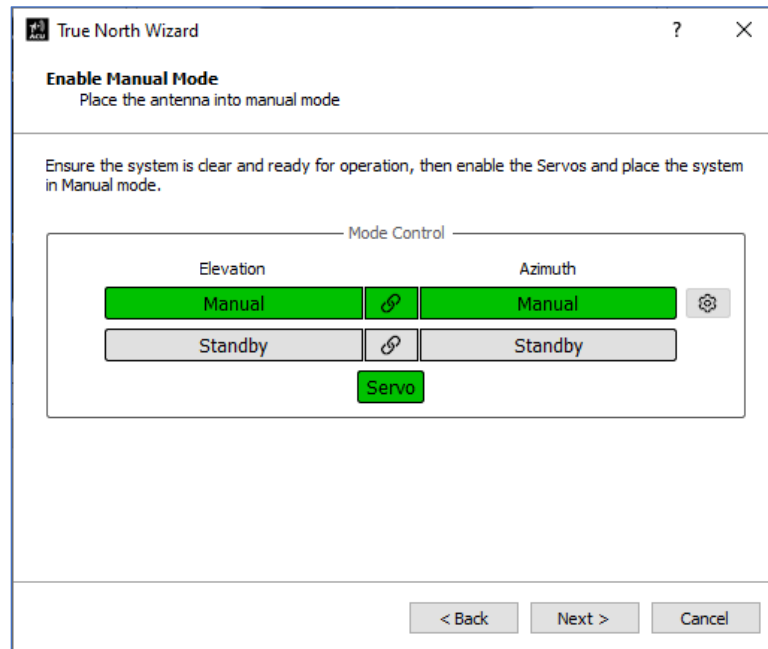 ACU True North Wizard ?
Enable Manual Mode
Place the antenna into manual mode
Ensure the system is clear and ready for operation, then enable the Servos and place the system
in Manual mode.
Mode Control
Elevation Azimuth
Manual Manual
Standby Standby
Servo
< Back Next > Cancel